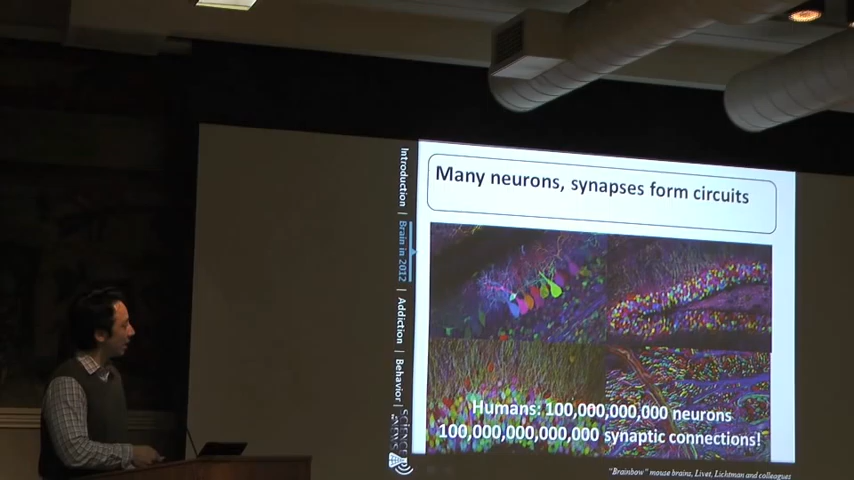 Many neurons, synapses form circuits
Introduction | Brain in 2012 | Addiction | Behavior |
Humans: 100,000,000,000 neurons
100,000,000,000,000 synaptic connections!
"Brainbow" mouse brains, Livet, Lichtman and colleagues